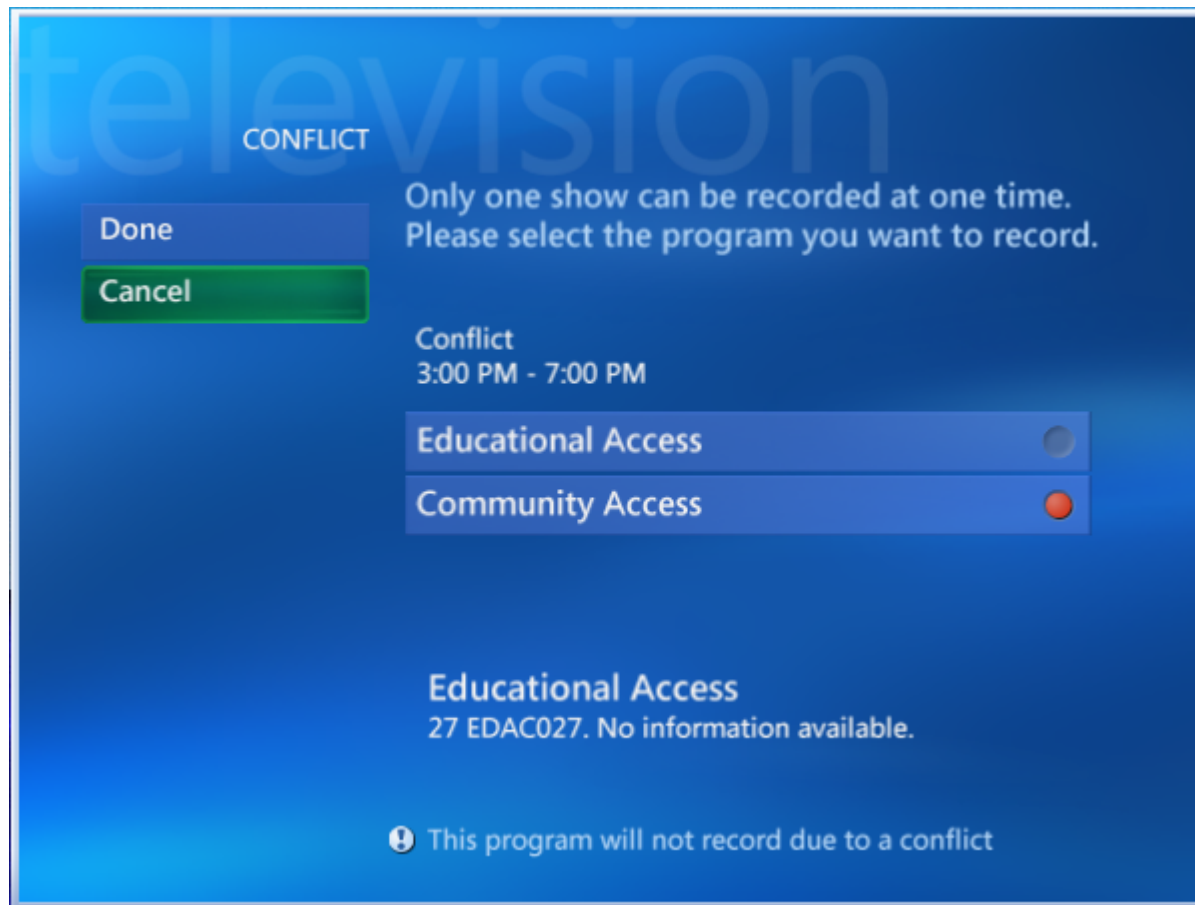 television
CONFLICT
Only one show can be recorded at one time.
Please select the program you want to record.
Done
Cancel
Conflict
3:00 PM - 7:00 PM
Educational Access
Community Access
Educational Access
27 EDAC027. No information available.
This program will not record due to a conflict